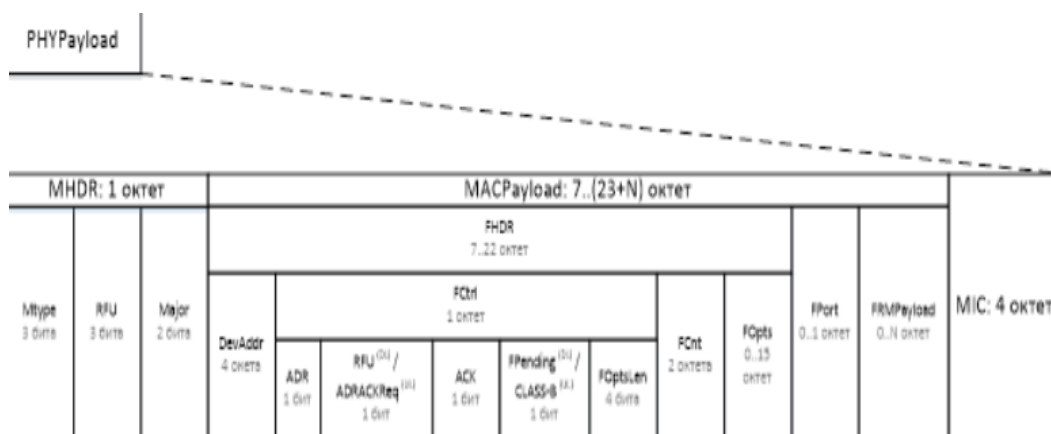 PHYPayload
MHDR: 1 октет
MACPayload: 7..(23+N) октет
FHDR
7..22 октет
Mtype
3 бита
RFU
3 бита
Major
2 бита
DevAddr
4 октета
FCtrl
1 октет
ADR
1 бит
RFU (DL) /
ADRACKReq (UL)
1 бит
ACK
1 бит
FPending (DL) /
CLASS-B (UL)
1 бит
FOptsLen
4 бита
FCnt
2 октета
FOpts
0..15
октет
FPort
0..1 октет
FRMPayload
0..N октет
MIC: 4 октет